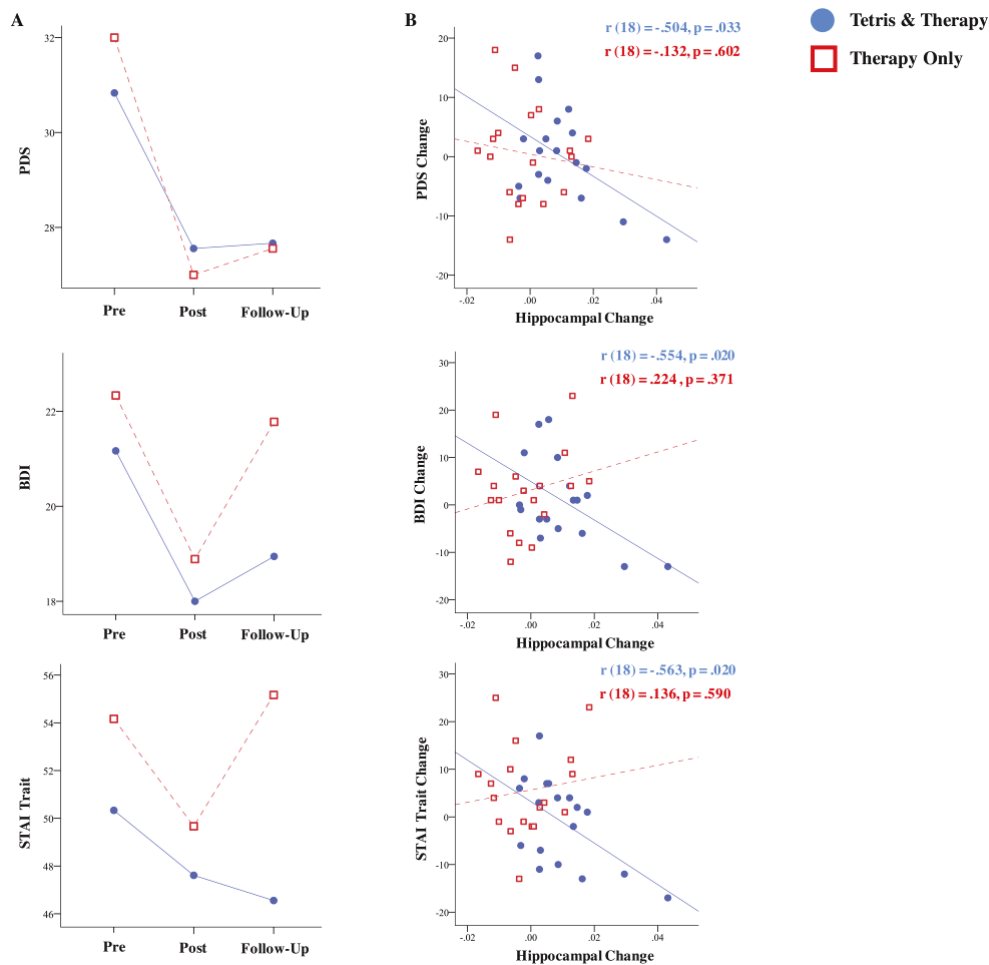 A
B
Tetris & Therapy
Therapy Only
32
30
28
PDS
Pre
Post
Follow-Up
r (18) = -.504, p = .033
r (18) = -.132, p = .602
20
10
0
-10
-20
PDS Change
-.02
.00
.02
.04
Hippocampal Change
22
20
18
BDI
Pre
Post
Follow-Up
r (18) = -.554, p = .020
r (18) = .224 , p = .371
30
20
10
0
-10
-20
BDI Change
-.02
.00
.02
.04
Hippocampal Change
56
54
52
50
48
46
STAI Trait
Pre
Post
Follow-Up
r (18) = -.563, p = .020
r (18) = .136, p = .590
30
20
10
0
-10
-20
STAI Trait Change
-.02
.00
.02
.04
Hippocampal Change